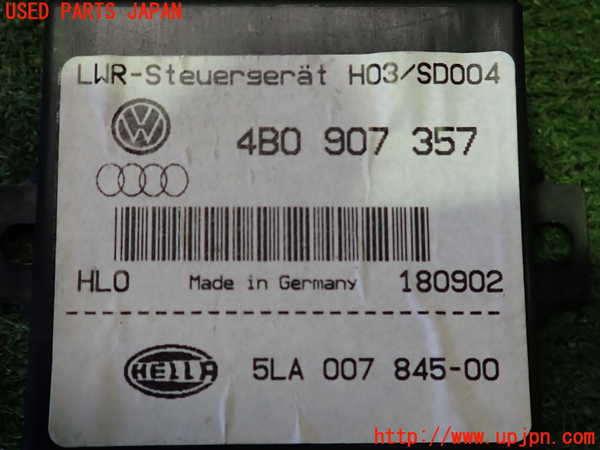 USED PARTS JAPAN
LWR-Steuergerät H03/SD004
4B0 907 357
HLO Made in Germany 180902
HELLA 5LA 007 845-00
http://www.upjpn.com/